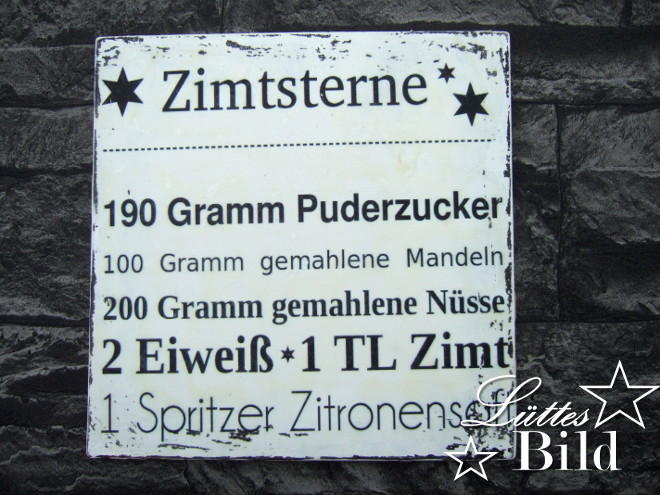 Zimtsterne
190 Gramm Puderzucker
100 Gramm gemahlene Mandeln
200 Gramm gemahlene Nüsse
2 Eiweiß * 1 TL Zimt
1 Spritzer Zitronensaft
Lüttes
Bild